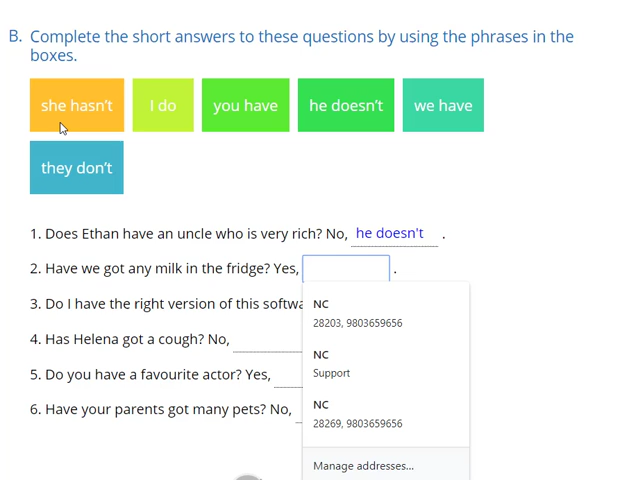 B. Complete the short answers to these questions by using the phrases in the
boxes.
she hasn't
I do
you have
he doesn't
we have
they don't
1. Does Ethan have an uncle who is very rich? No, he doesn't .
2. Have we got any milk in the fridge? Yes, .
3. Do I have the right version of this softwa
4. Has Helena got a cough? No,
5. Do you have a favourite actor? Yes,
6. Have your parents got many pets? No,
NC
28203, 9803659656
NC
Support
NC
28269, 9803659656
Manage addresses...